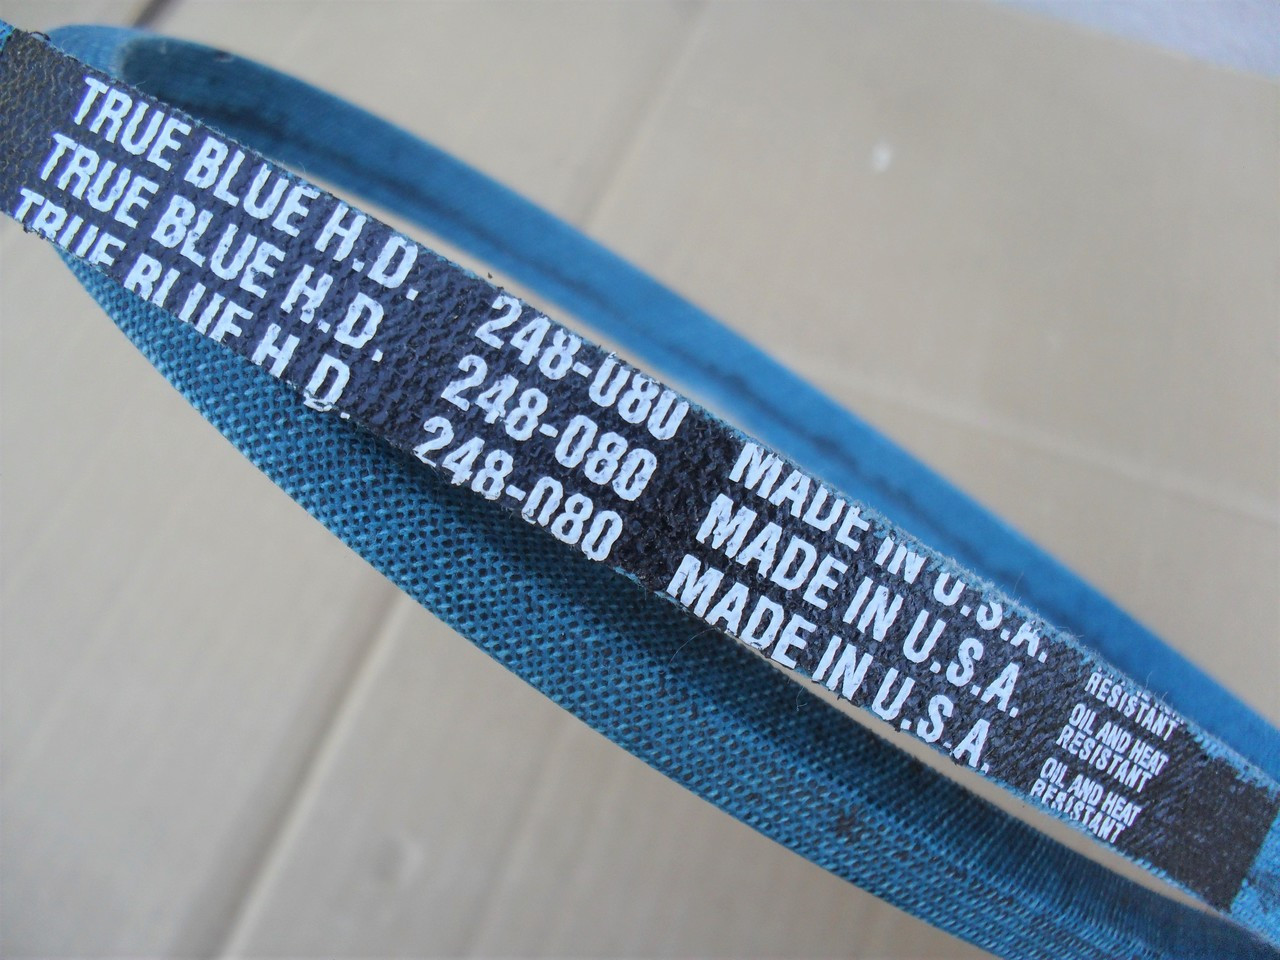 TRUE BLUE H.D. 248-080 MADE IN U.S.A.
RESISTANT
TRUE BLUE H.D. 248-080 MADE IN U.S.A. OIL AND HEAT
RESISTANT
TRUE BLUE H.D. 248-080 MADE IN U.S.A. OIL AND HEAT
RESISTANT